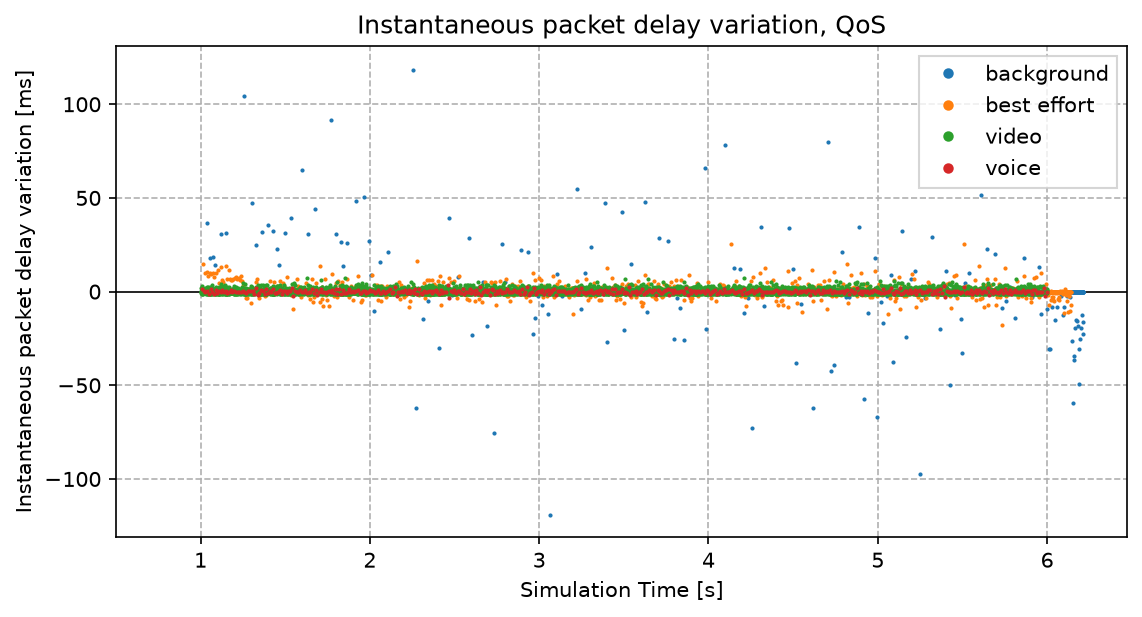 Instantaneous packet delay variation, QoS
Instantaneous packet delay variation [ms]
100
50
0
−50
−100
background
best effort
video
voice
1
2
3
4
5
6
Simulation Time [s]